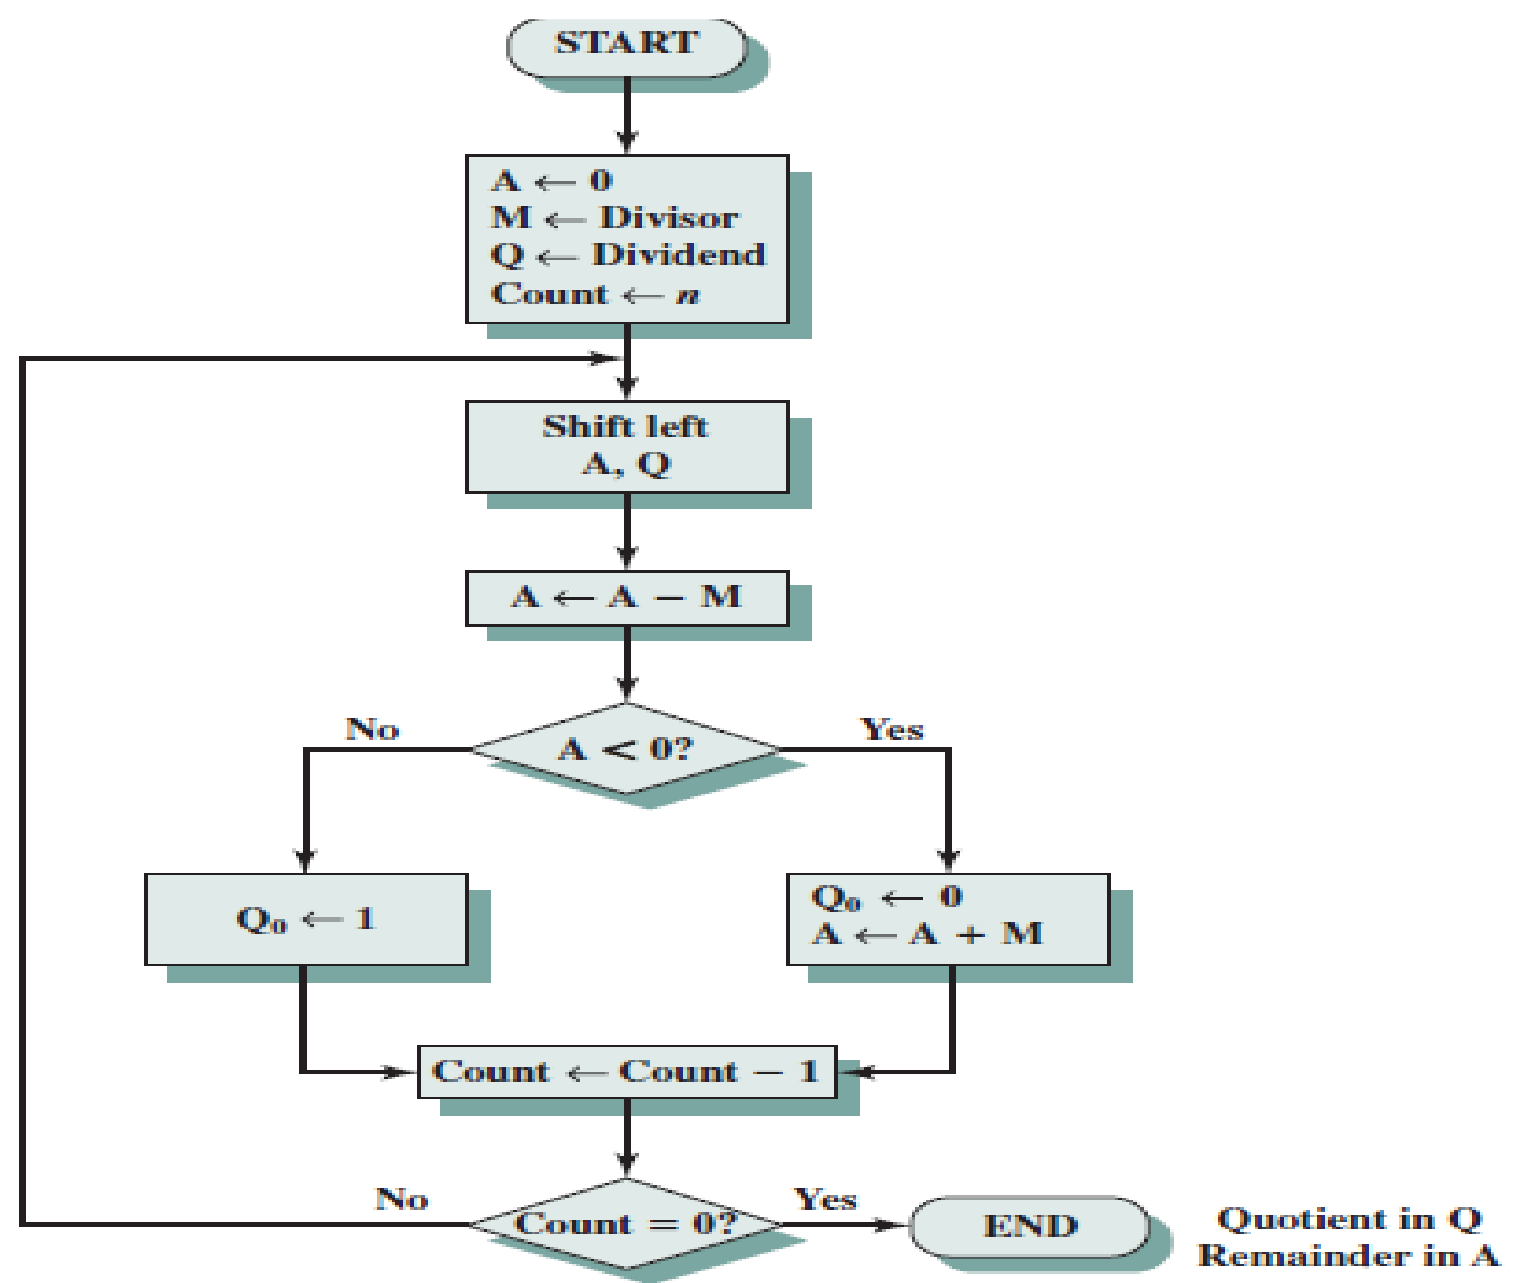 START
A ← 0
M ← Divisor
Q ← Dividend
Count ← n
Shift left
A, Q
A ← A − M
No
Yes
A < 0?
Q₀ ← 1
Q₀ ← 0
A ← A + M
Count ← Count − 1
No
Yes
Count = 0?
END
Quotient in Q
Remainder in A